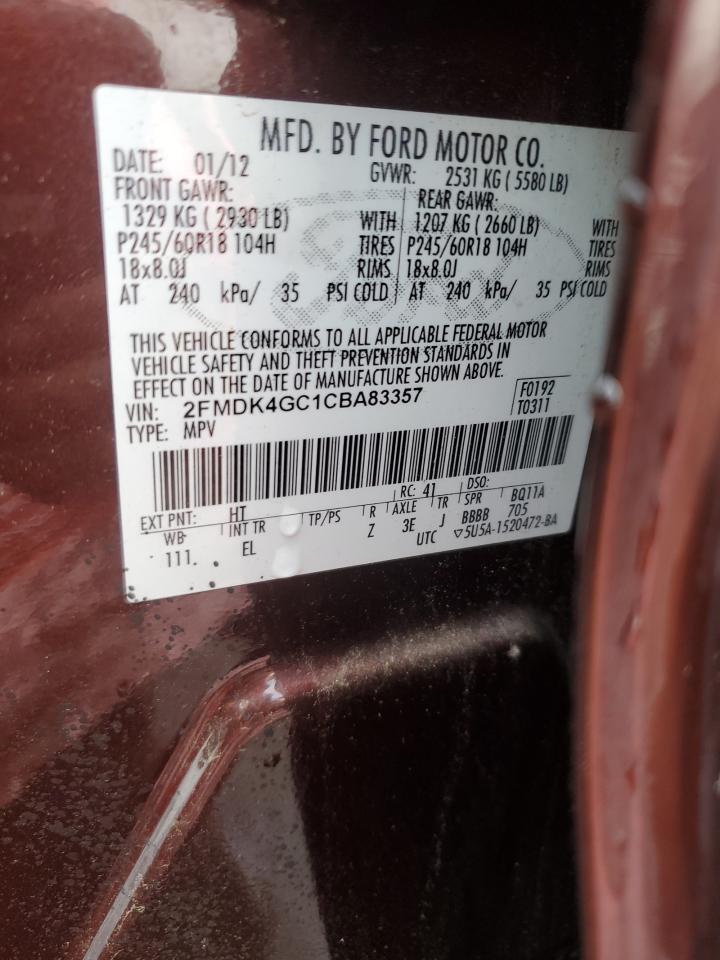 MFD. BY FORD MOTOR CO.
DATE: 01/12 GVWR: 2531 KG ( 5580 LB)
FRONT GAWR: REAR GAWR:
1329 KG ( 2930 LB) WITH 1207 KG ( 2660 LB) WITH
P245/60R18 104H TIRES P245/60R18 104H TIRES
18x8.0J RIMS 18x8.0J RIMS
AT 240 kPa/ 35 PSI COLD AT 240 kPa/ 35 PSI COLD
THIS VEHICLE CONFORMS TO ALL APPLICABLE FEDERAL MOTOR
VEHICLE SAFETY AND THEFT PREVENTION STANDARDS IN
EFFECT ON THE DATE OF MANUFACTURE SHOWN ABOVE.
VIN: 2FMDK4GC1CBA83357 F0192
TYPE: MPV T0311
EXT PNT: HT RC: 41 DSO:
WB INT TR TP/PS R AXLE TR SPR BQ11A
111. EL Z 3E J BBBB 705
UTC ▽5U5A-1520472-BA